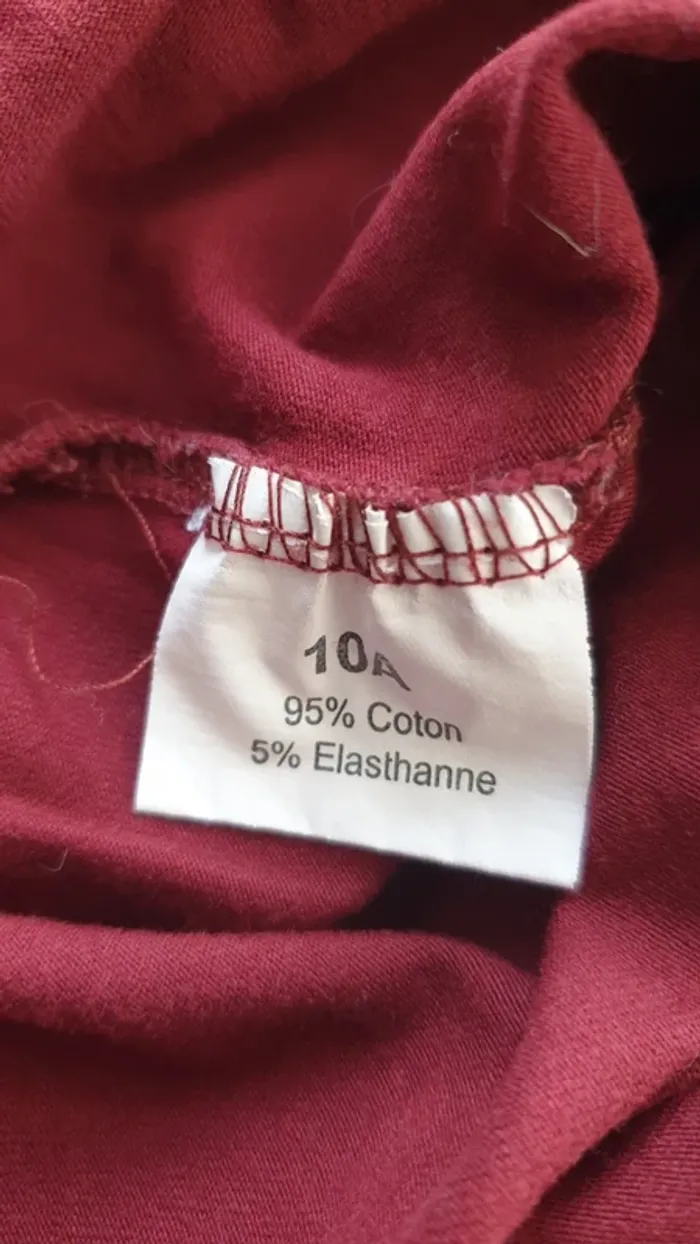 10A
95% Coton
5% Elasthanne